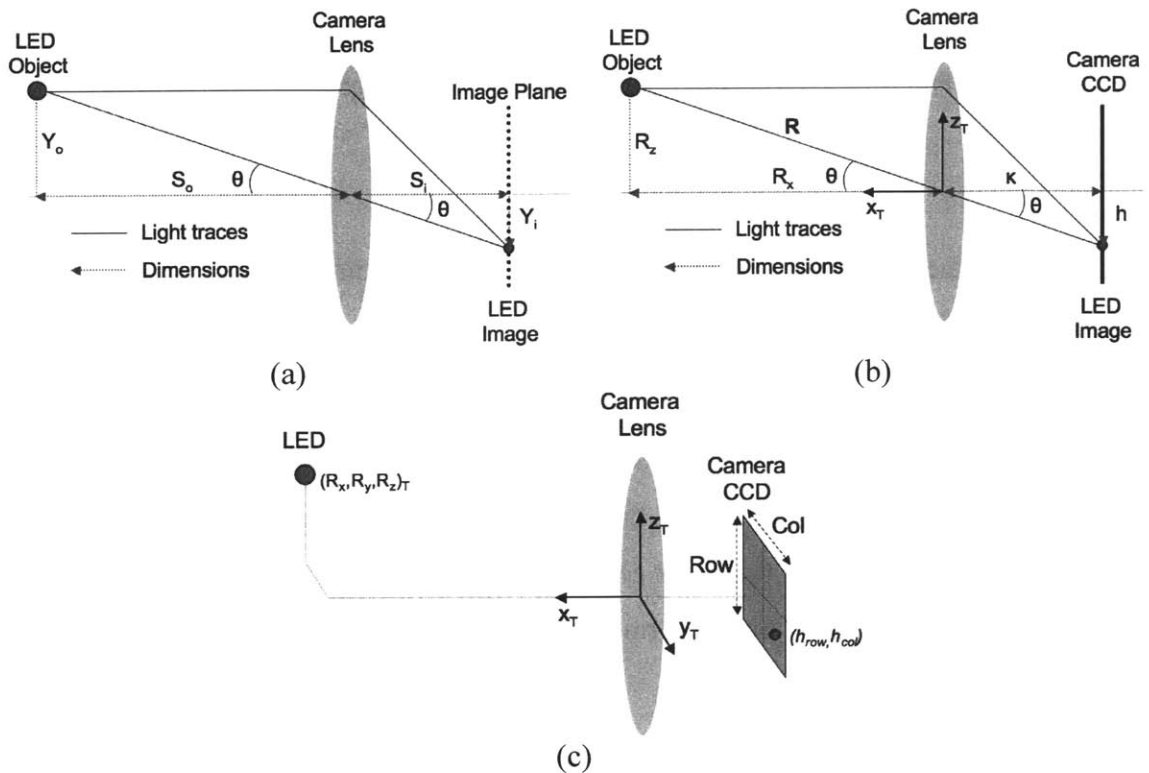 Camera
Lens
LED
Object
Image Plane
Y_o
S_o
θ
S_i
θ
Y_i
Light traces
Dimensions
LED
Image
(a)
Camera
Lens
LED
Object
Camera
CCD
R
z_T
R_z
R_x
θ
κ
x_T
θ
h
Light traces
Dimensions
LED
Image
(b)
Camera
Lens
LED
(R_x,R_y,R_z)_T
Camera
CCD
Col
z_T
Row
x_T
y_T
(h_row,h_col)
(c)